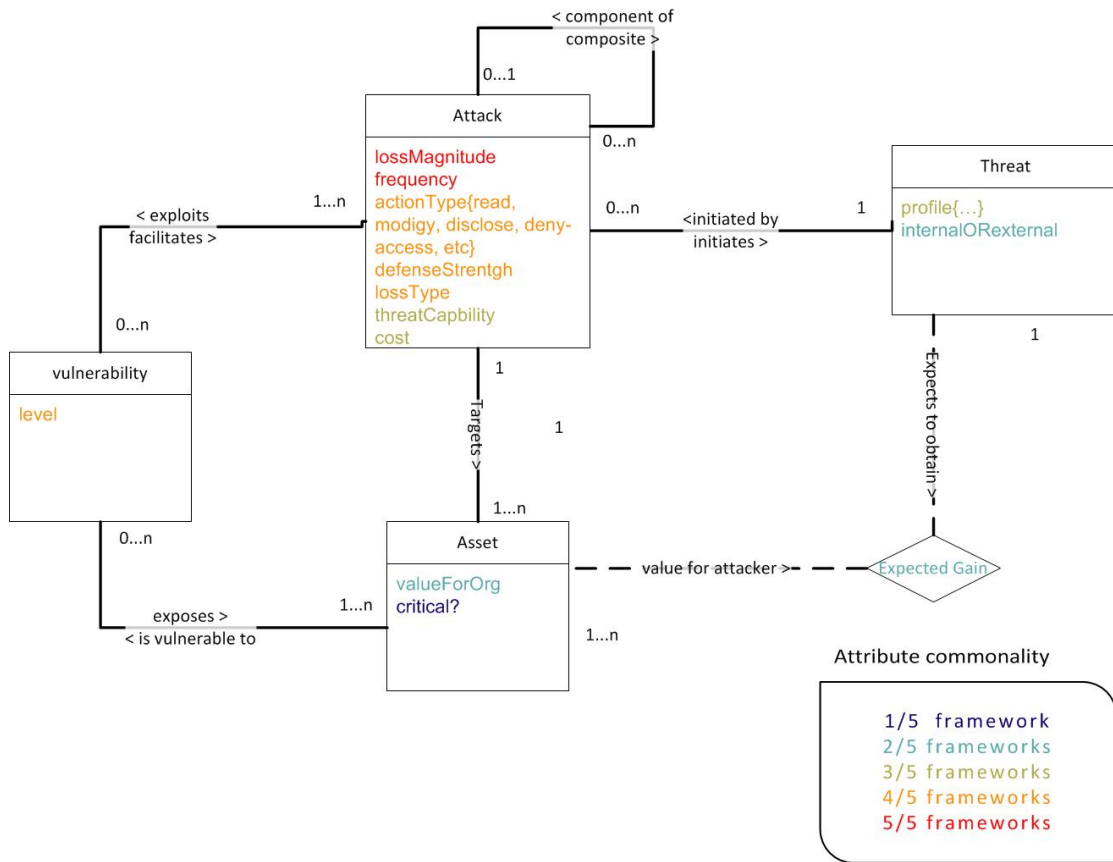 < component of
composite >
0...1
Attack
0...n
lossMagnitude
frequency
actionType{read,
modigy, disclose, deny-
access, etc}
defenseStrentgh
lossType
threatCapbility
cost
1...n
< exploits
facilitates >
0...n
0...n
<initiated by
initiates >
1
Threat
profile{...}
internalORexternal
1
vulnerability
level
0...n
1
Targets >
1
1...n
Expects to obtain >
Asset
valueForOrg
critical?
value for attacker >
Expected Gain
1...n
exposes >
< is vulnerable to
1...n
Attribute commonality
1/5 framework
2/5 frameworks
3/5 frameworks
4/5 frameworks
5/5 frameworks